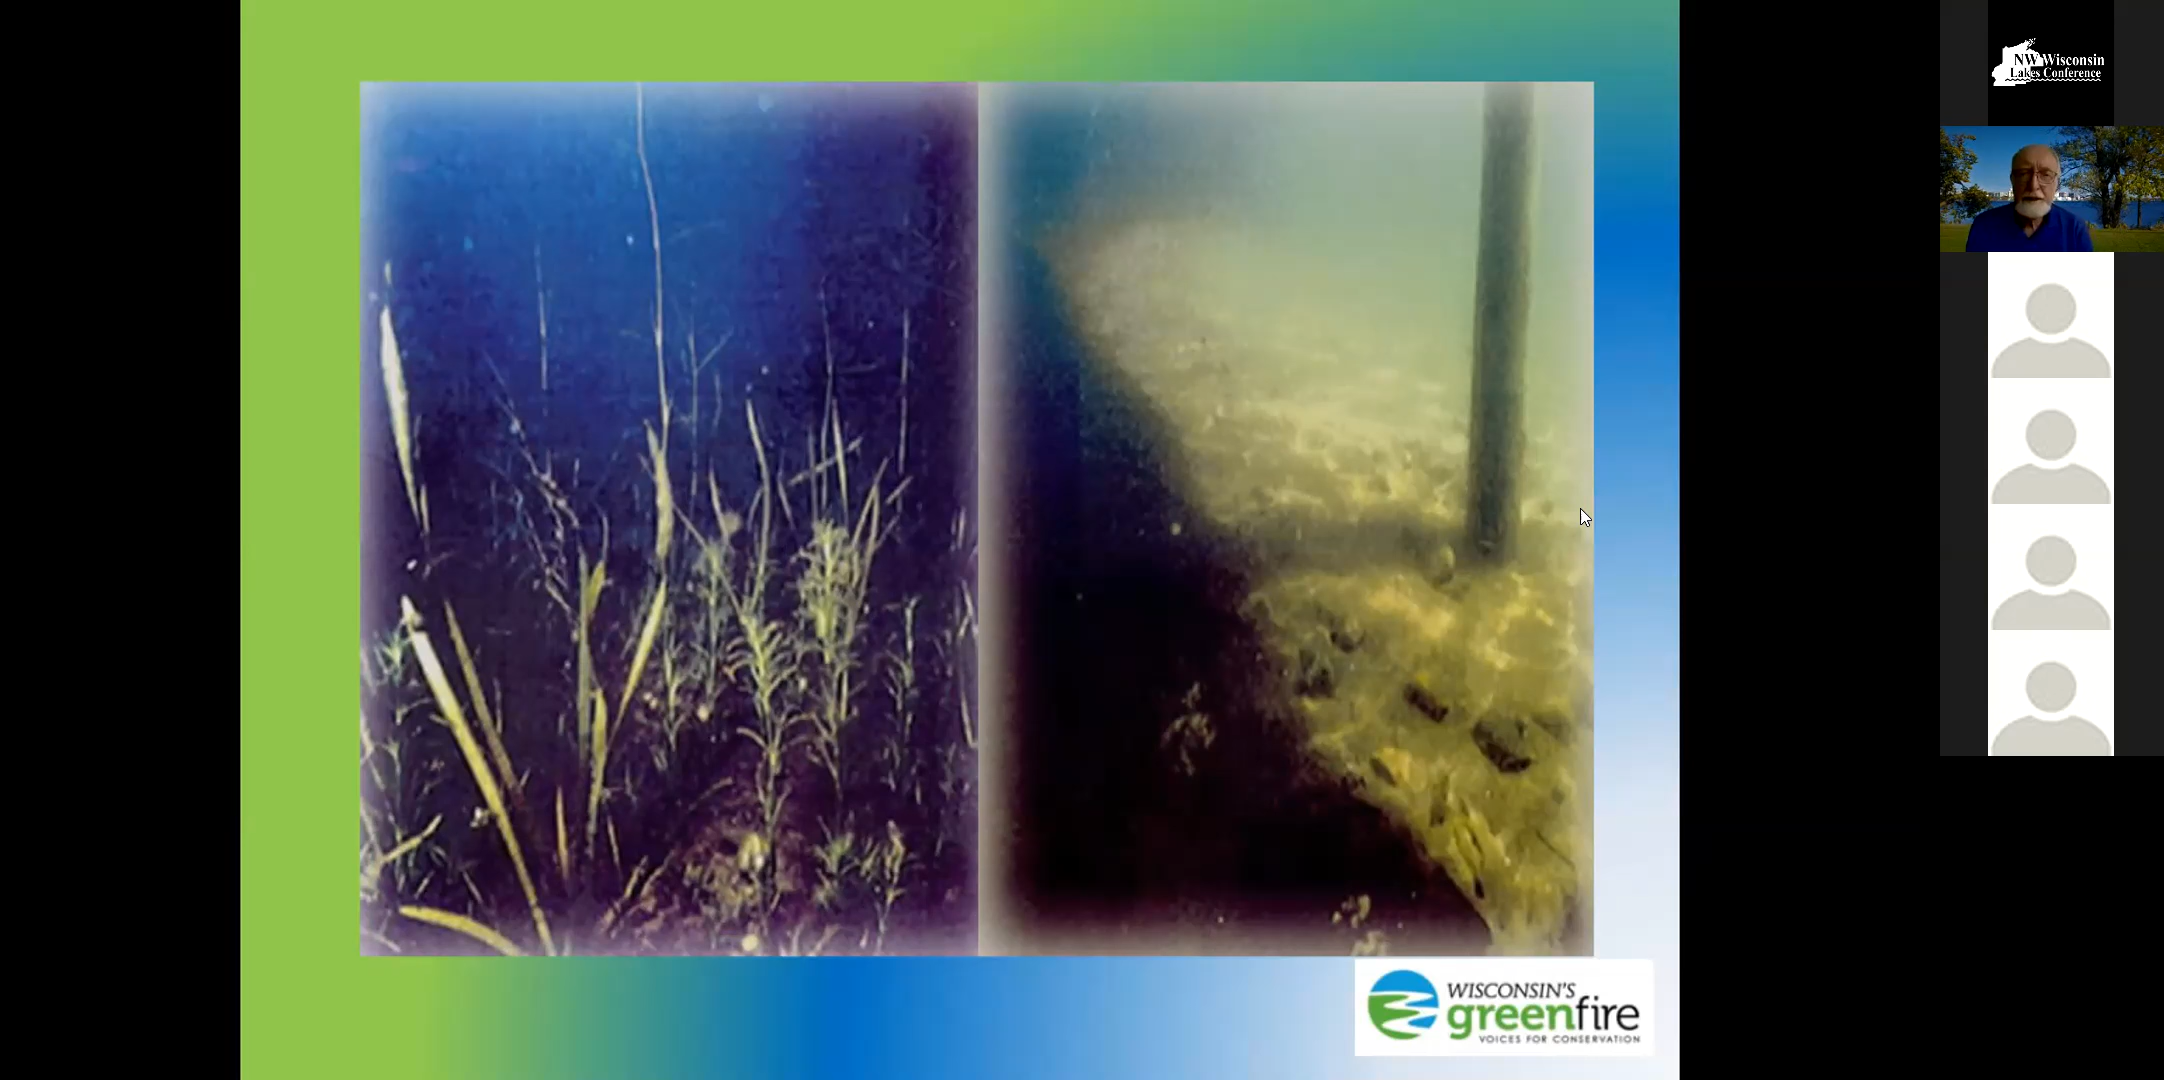 NW Wisconsin
Lakes Conference
WISCONSIN'S
greenfire
VOICES FOR CONSERVATION